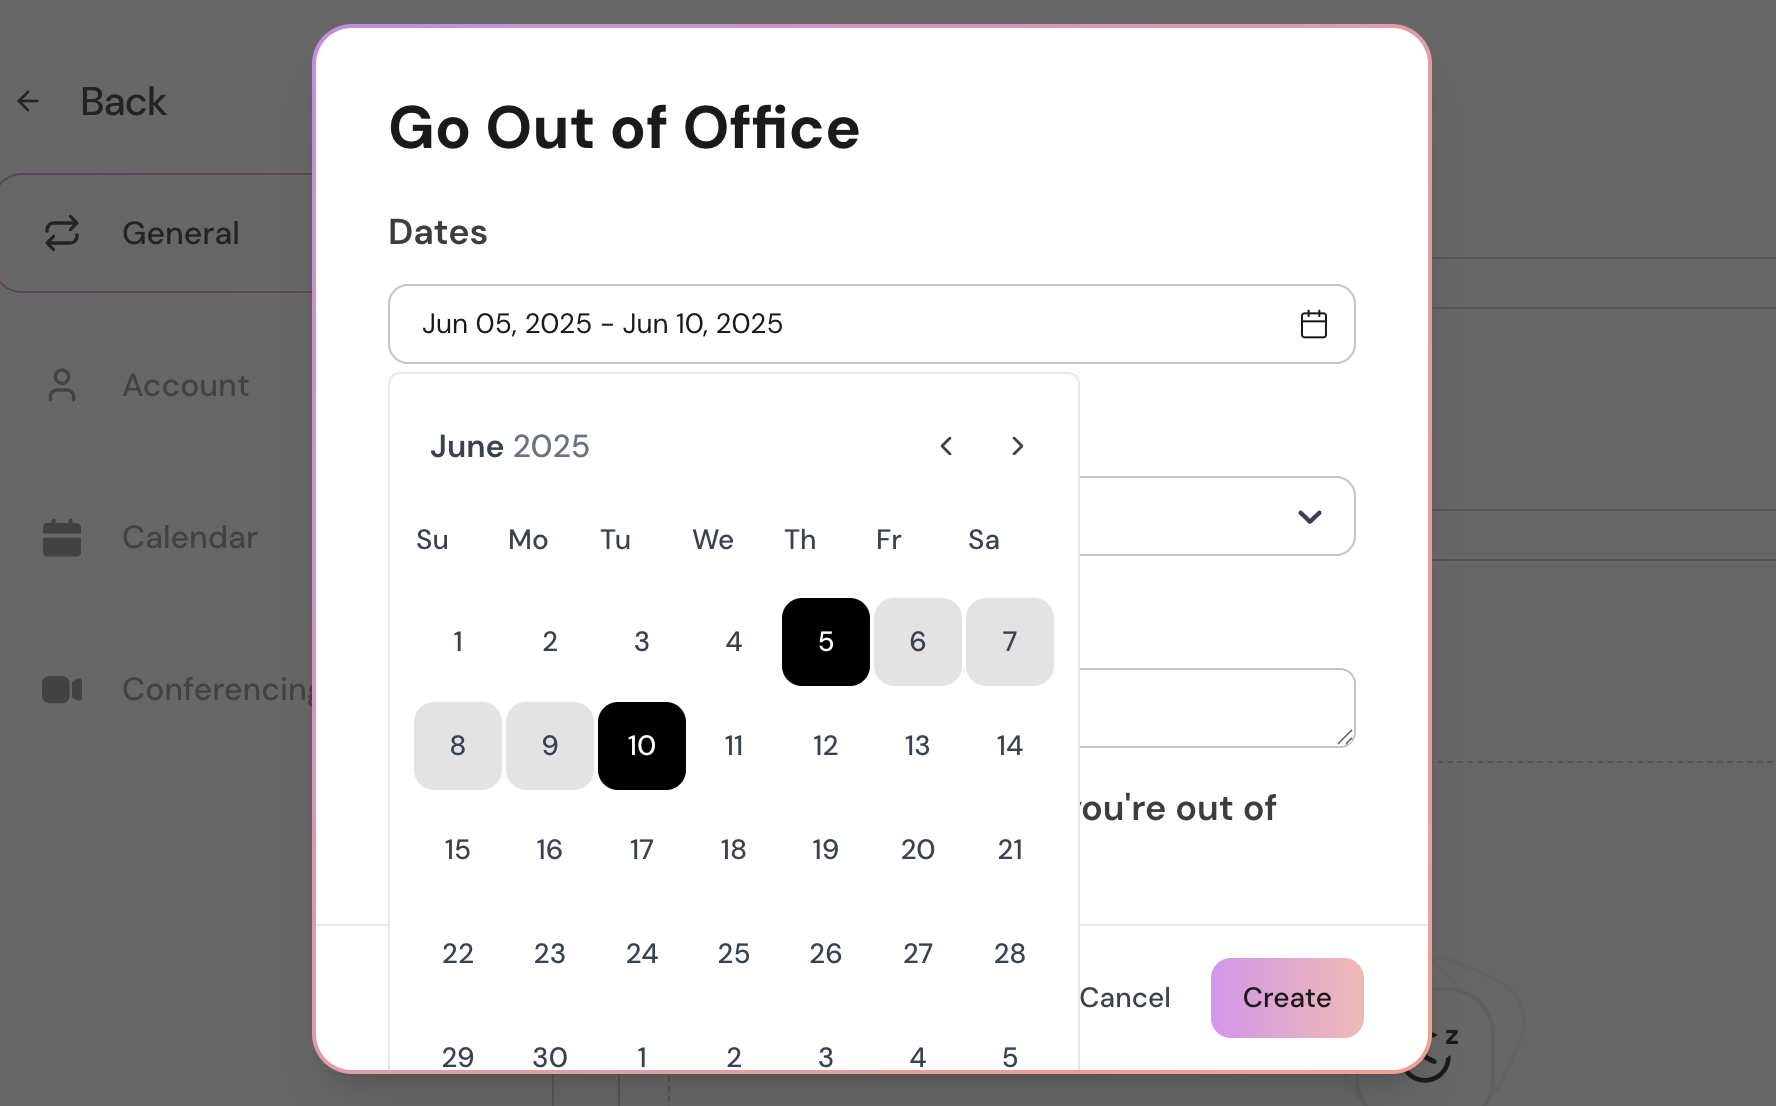 Back
General
Account
Calendar
Conferencing
Go Out of Office
Dates
Jun 05, 2025 – Jun 10, 2025
June 2025
Su Mo Tu We Th Fr Sa
1 2 3 4 5 6 7
8 9 10 11 12 13 14
15 16 17 18 19 20 21
22 23 24 25 26 27 28
29 30 1 2 3 4 5
you're out of
Cancel
Create
z